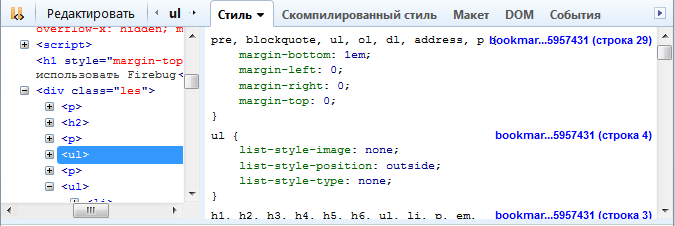 Редактировать ul
Стиль Скомпилированный стиль Макет DOM События
overflow-x: hidden; m
<script>
<h1 style="margin-top
использовать Firebug<
<div class="les">
<p>
<h2>
<p>
<ul>
<p>
<ul>
<li>
pre, blockquote, ul, ol, dl, address, p { bookmar...5957431 (строка 29)
margin-bottom: 1em;
margin-left: 0;
margin-right: 0;
margin-top: 0;
}
ul { bookmar...5957431 (строка 4)
list-style-image: none;
list-style-position: outside;
list-style-type: none;
}
h1, h2, h3, h4, h5, h6, ul, li, p, em, bookmar...5957431 (строка 3)